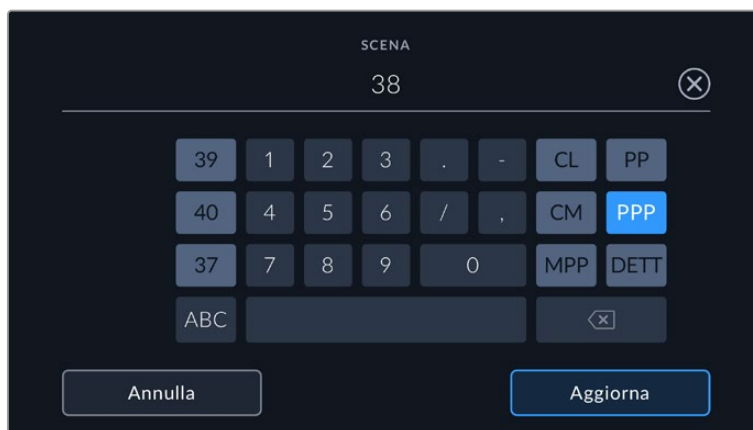 SCENA
38
39 1 2 3 . - CL PP
40 4 5 6 / , CM PPP
37 7 8 9 0 MPP DETT
ABC
Annulla Aggiorna